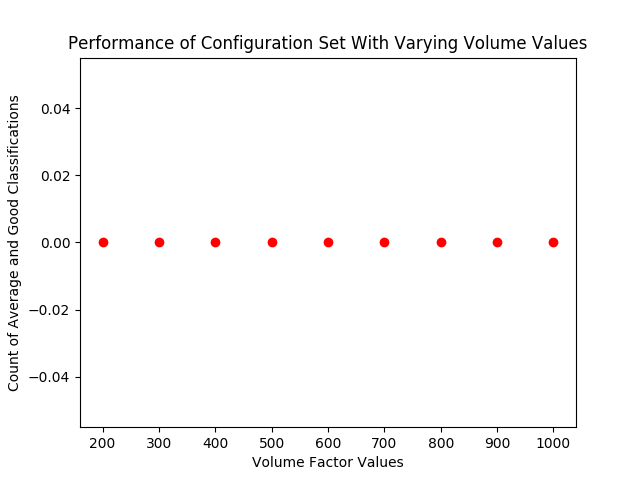 Performance of Configuration Set With Varying Volume Values
Count of Average and Good Classifications
0.04
0.02
0.00
−0.02
−0.04
200 300 400 500 600 700 800 900 1000
Volume Factor Values